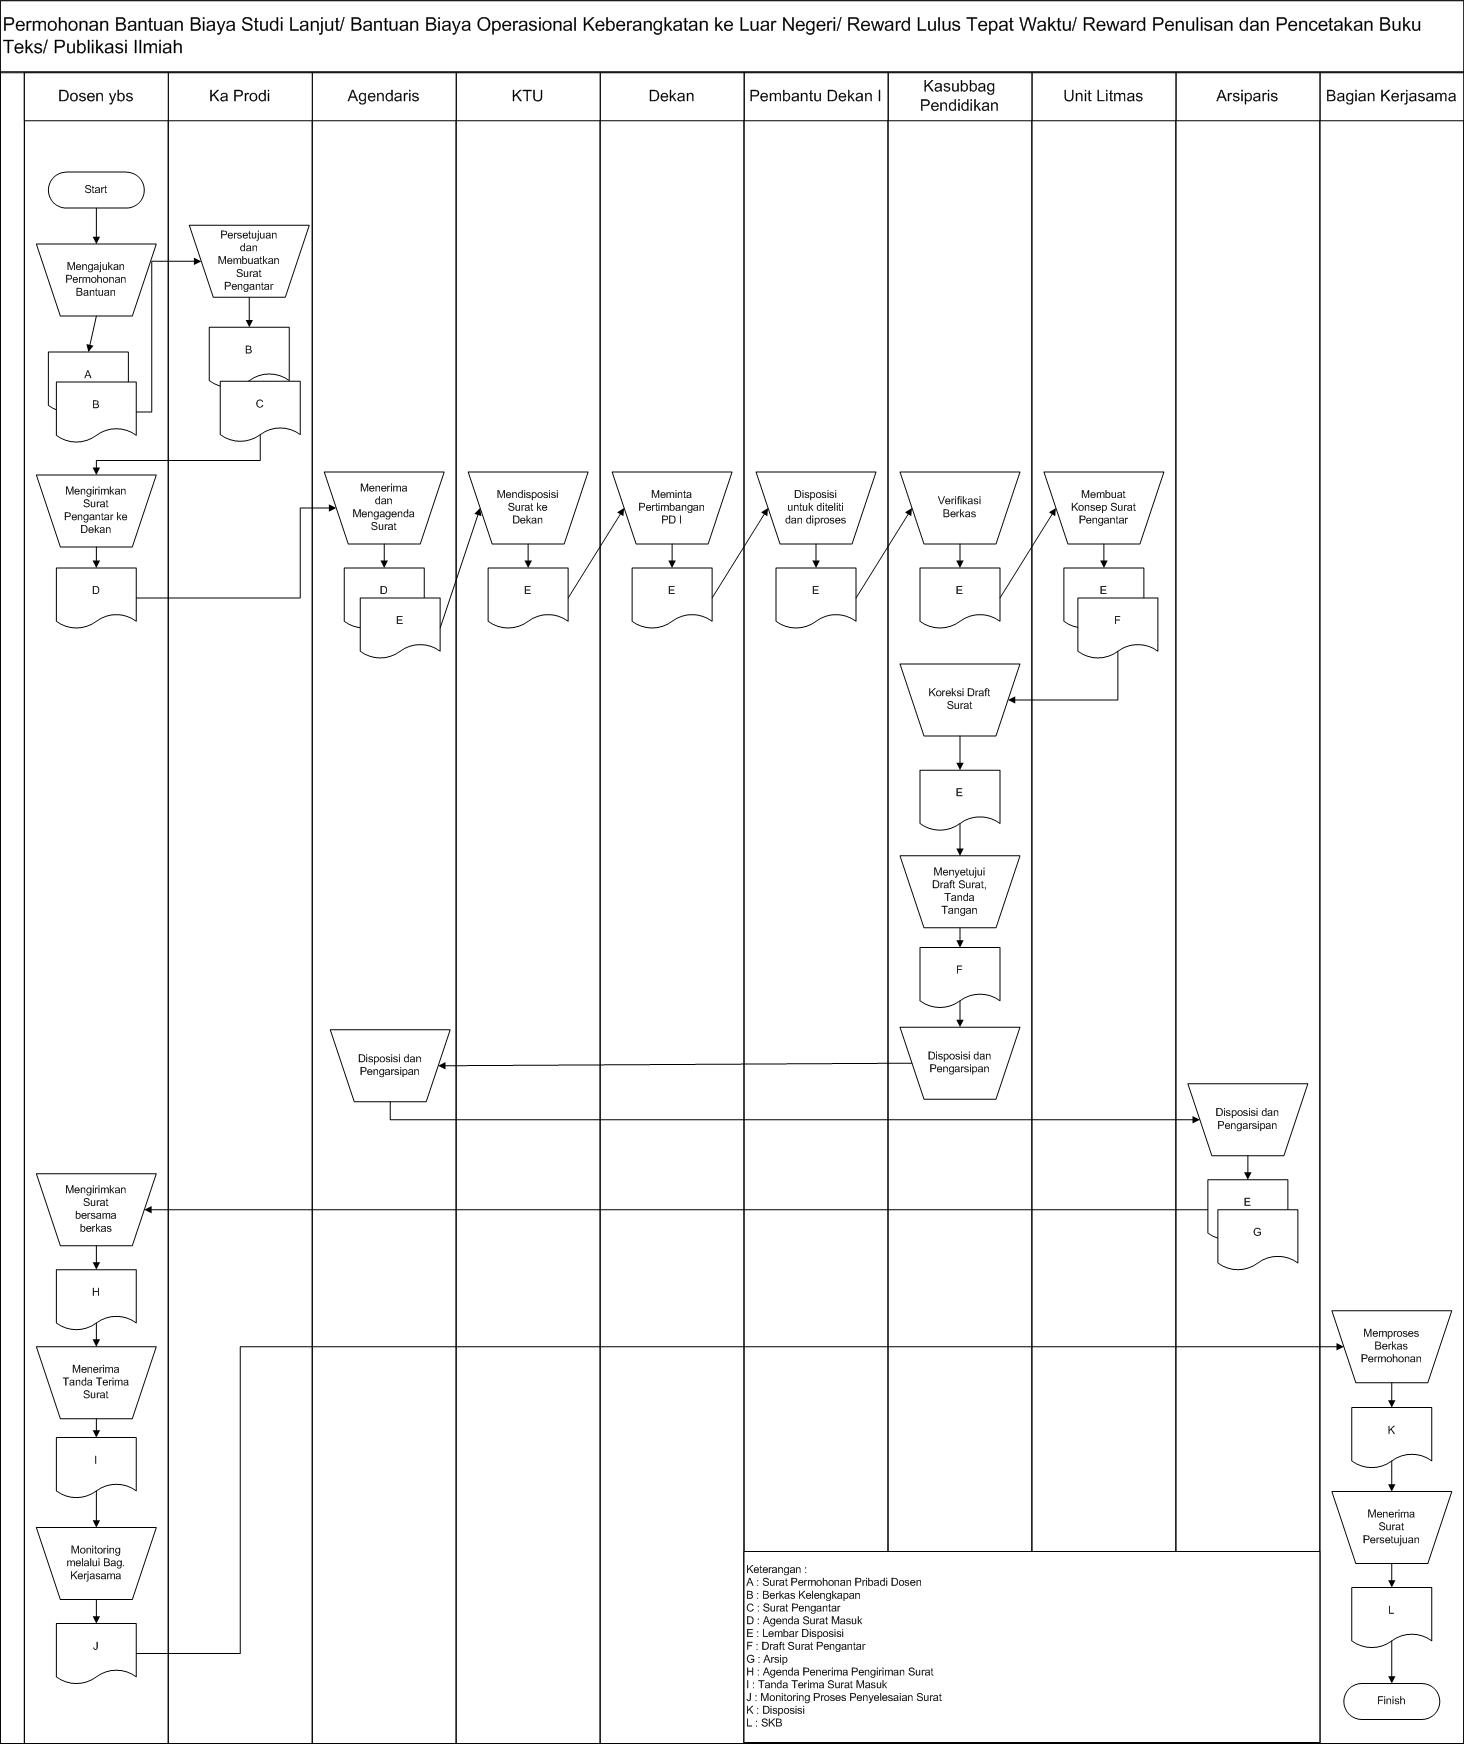 Permohonan Bantuan Biaya Studi Lanjut/ Bantuan Biaya Operasional Keberangkatan ke Luar Negeri/ Reward Lulus Tepat Waktu/ Reward Penulisan dan Pencetakan Buku
Teks/ Publikasi Ilmiah
Dosen ybs
Ka Prodi
Agendaris
KTU
Dekan
Pembantu Dekan I
Kasubbag
Pendidikan
Unit Litmas
Arsiparis
Bagian Kerjasama
Start
Mengajukan
Permohonan
Bantuan
A
B
Persetujuan
dan
Membuatkan
Surat
Pengantar
B
C
Mengirimkan
Surat
Pengantar ke
Dekan
D
Menerima
dan
Mengagenda
Surat
D
E
Mendisposisi
Surat ke
Dekan
E
Meminta
Pertimbangan
PD I
E
Disposisi
untuk diteliti
dan diproses
E
Verifikasi
Berkas
E
Membuat
Konsep Surat
Pengantar
E
F
Koreksi Draft
Surat
E
Menyetujui
Draft Surat,
Tanda
Tangan
F
Disposisi dan
Pengarsipan
Disposisi dan
Pengarsipan
Disposisi dan
Pengarsipan
E
G
Mengirimkan
Surat
bersama
berkas
H
Menerima
Tanda Terima
Surat
I
Monitoring
melalui Bag.
Kerjasama
J
Memproses
Berkas
Permohonan
K
Menerima
Surat
Persetujuan
L
Finish
Keterangan :
A : Surat Permohonan Pribadi Dosen
B : Berkas Kelengkapan
C : Surat Pengantar
D : Agenda Surat Masuk
E : Lembar Disposisi
F : Draft Surat Pengantar
G : Arsip
H : Agenda Penerima Pengiriman Surat
I : Tanda Terima Surat Masuk
J : Monitoring Proses Penyelesaian Surat
K : Disposisi
L : SKB